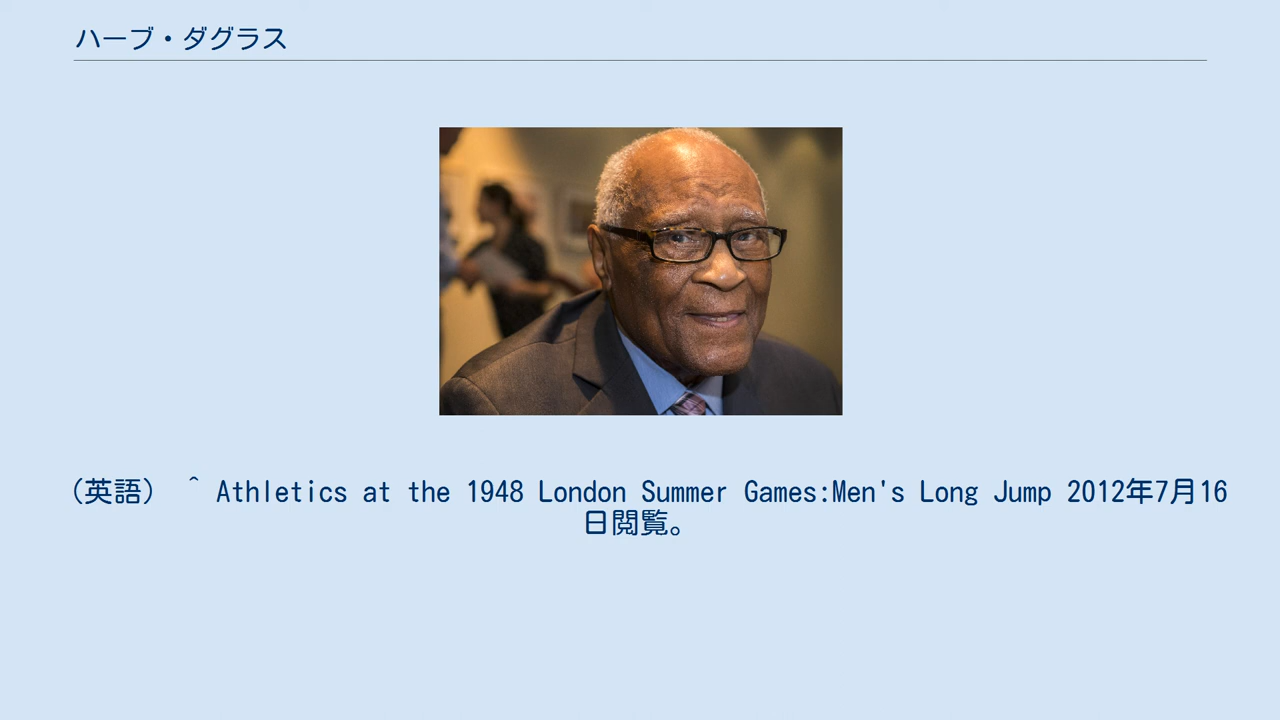 ハーブ・ダグラス
（英語） ^ Athletics at the 1948 London Summer Games:Men's Long Jump 2012年7月16
日閲覧。